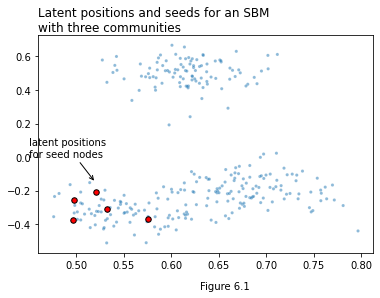 Latent positions and seeds for an SBM
with three communities
0.6
0.4
0.2
0.0
−0.2
−0.4
latent positions
for seed nodes
0.50 0.55 0.60 0.65 0.70 0.75 0.80
Figure 6.1